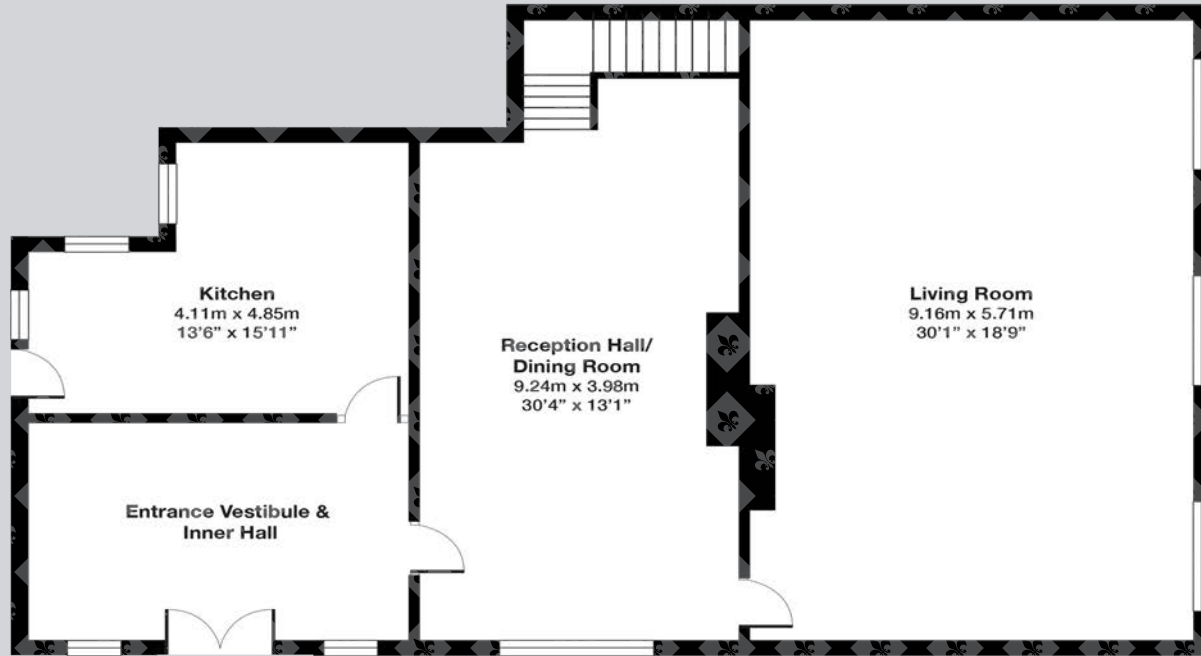 Kitchen
4.11m x 4.85m
13’6” x 15’11”
Reception Hall/
Dining Room
9.24m x 3.98m
30’4” x 13’1”
Living Room
9.16m x 5.71m
30’1” x 18’9”
Entrance Vestibule &
Inner Hall